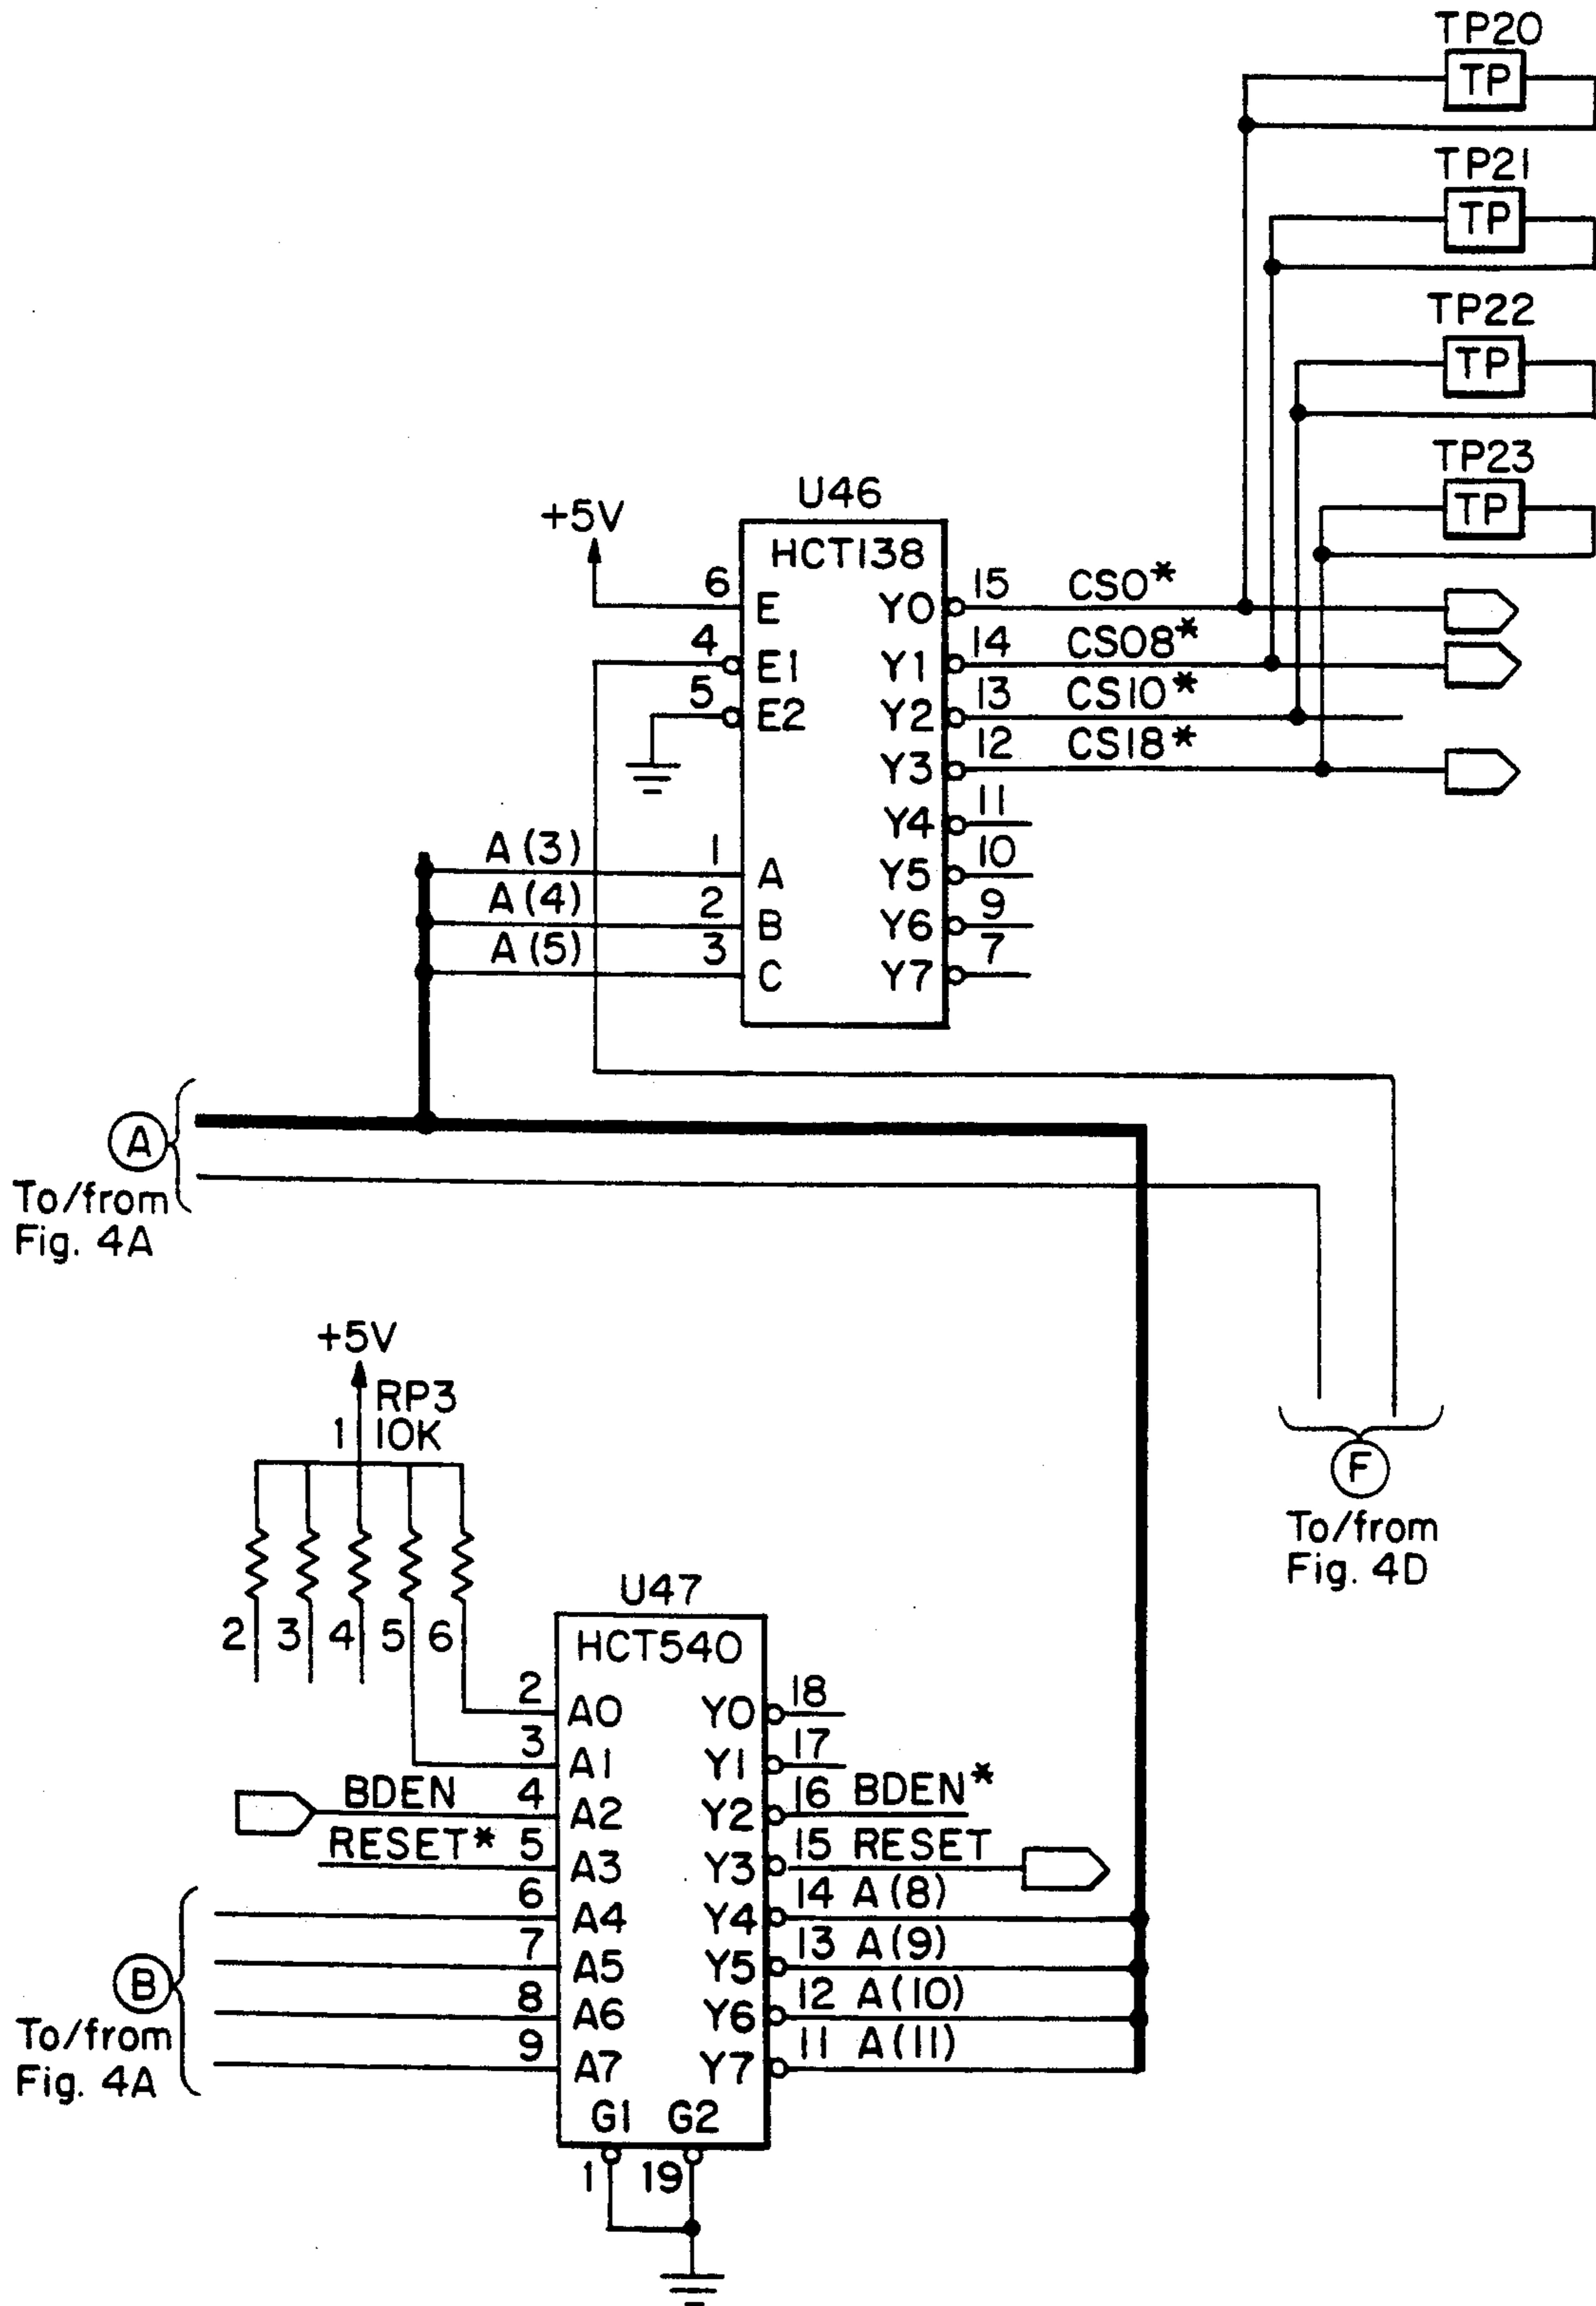 TP20
TP
TP21
TP
TP22
TP
TP23
TP
U46
+5V
HCT138
6 E Y0 15 CS0*
4 E1 Y1 14 CS08*
5 E2 Y2 13 CS10*
Y3 12 CS18*
Y4 11
A(3) 1 A Y5 10
A(4) 2 B Y6 9
A(5) 3 C Y7 7
A
To/from
Fig. 4A
+5V
RP3
1 10K
F
To/from
Fig. 4D
2 3 4 5 6
U47
HCT540
2 A0 Y0 18
3 A1 Y1 17
BDEN 4 A2 Y2 16 BDEN*
RESET* 5 A3 Y3 15 RESET
6 A4 Y4 14 A(8)
7 A5 Y5 13 A(9)
8 A6 Y6 12 A(10)
9 A7 Y7 11 A(11)
B
To/from
Fig. 4A
G1 G2
1 19